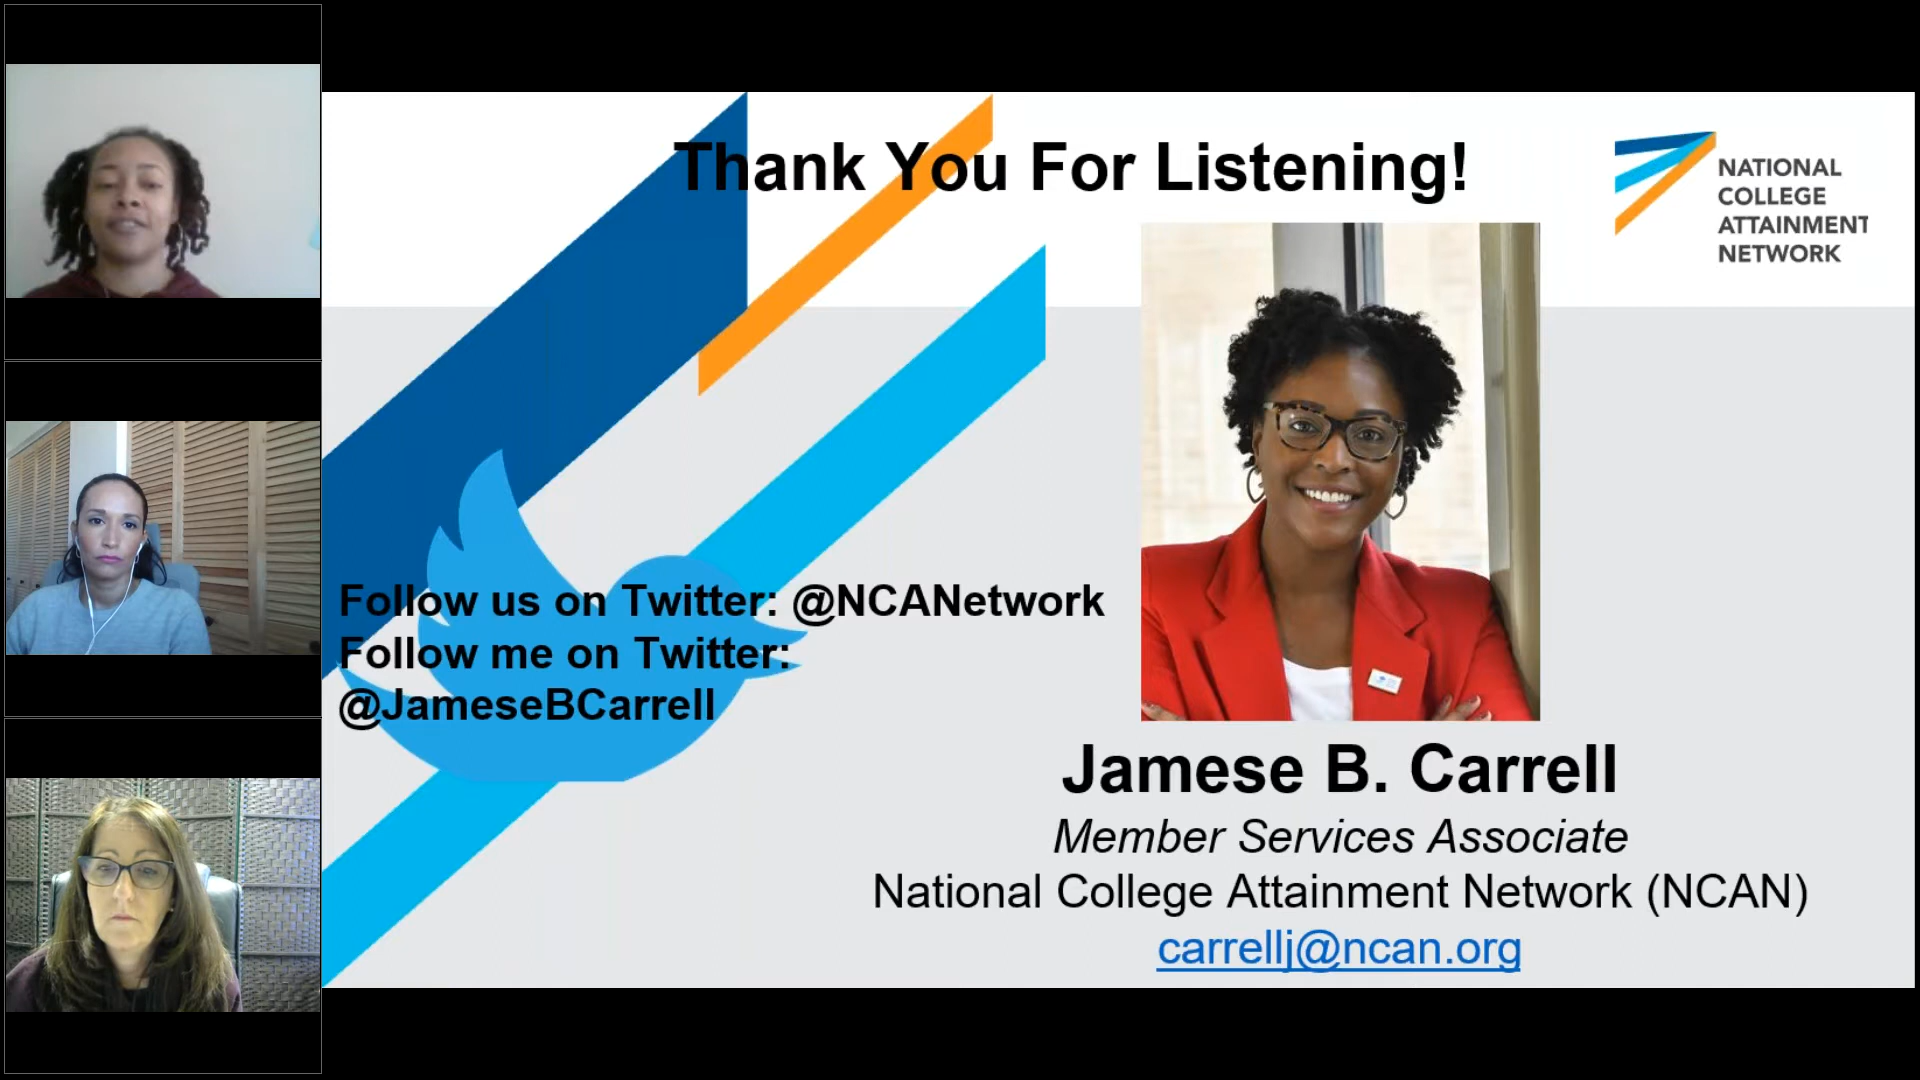 Thank You For Listening!
NATIONAL
COLLEGE
ATTAINMENT
NETWORK
Follow us on Twitter: @NCANetwork
Follow me on Twitter:
@JameseBCarrell
Jamese B. Carrell
Member Services Associate
National College Attainment Network (NCAN)
carrellj@ncan.org